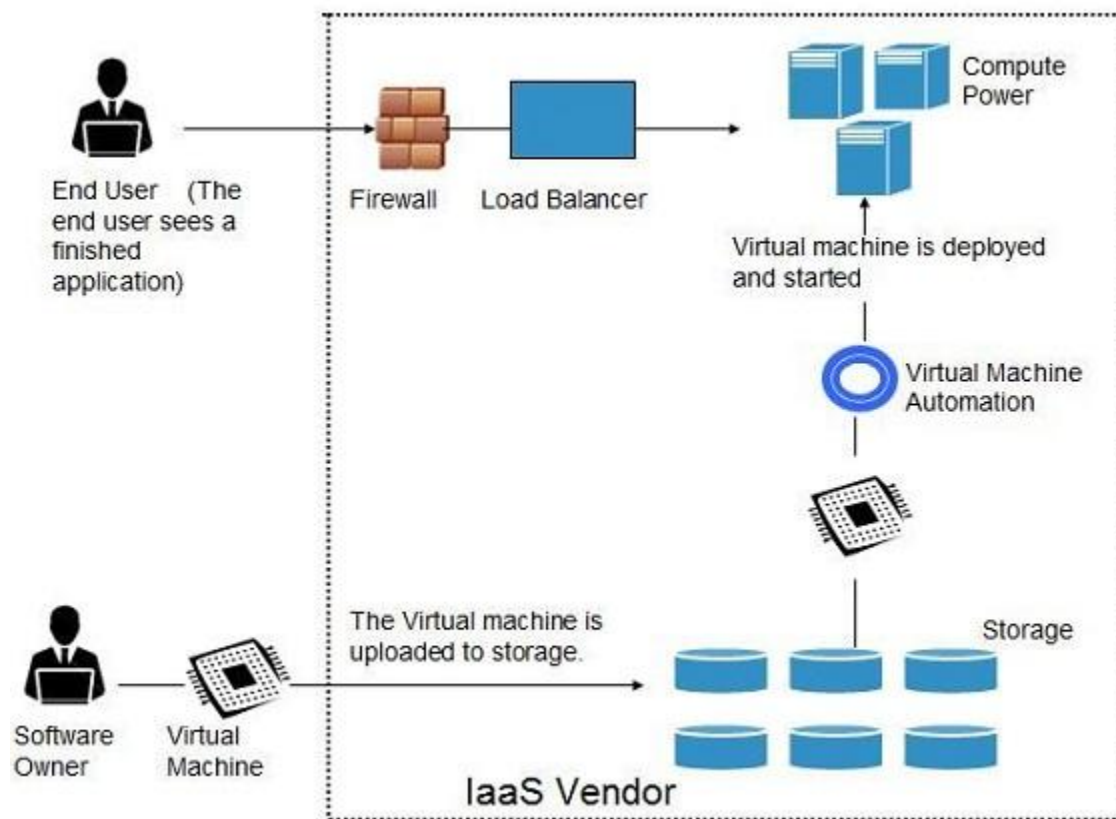 Compute
Power
End User (The
end user sees a
finished
application)
Firewall
Load Balancer
Virtual machine is deployed
and started
Virtual Machine
Automation
The Virtual machine is
uploaded to storage.
Storage
Software
Owner
Virtual
Machine
IaaS Vendor